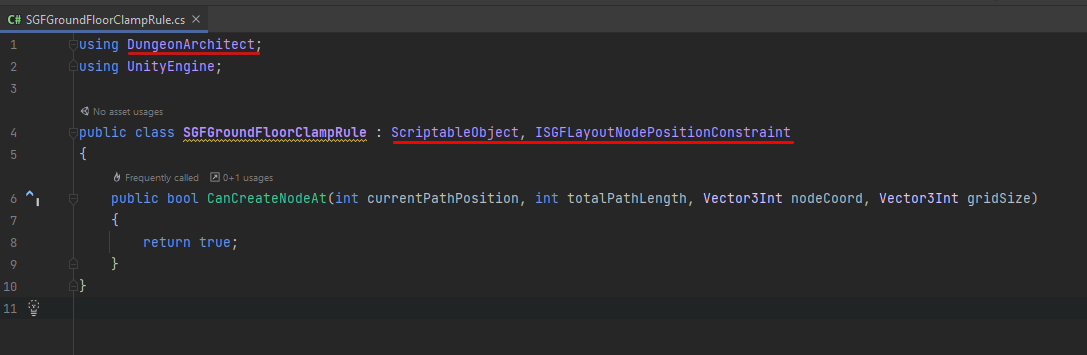 C# SGFGroundFloorClampRule.cs ×
1 using DungeonArchitect;
2 using UnityEngine;
3
No asset usages
4 public class SGFGroundFloorClampRule : ScriptableObject, ISGFLayoutNodePositionConstraint
5 {
Frequently called 0+1 usages
6 public bool CanCreateNodeAt(int currentPathPosition, int totalPathLength, Vector3Int nodeCoord, Vector3Int gridSize)
7 {
8 return true;
9 }
10 }
11